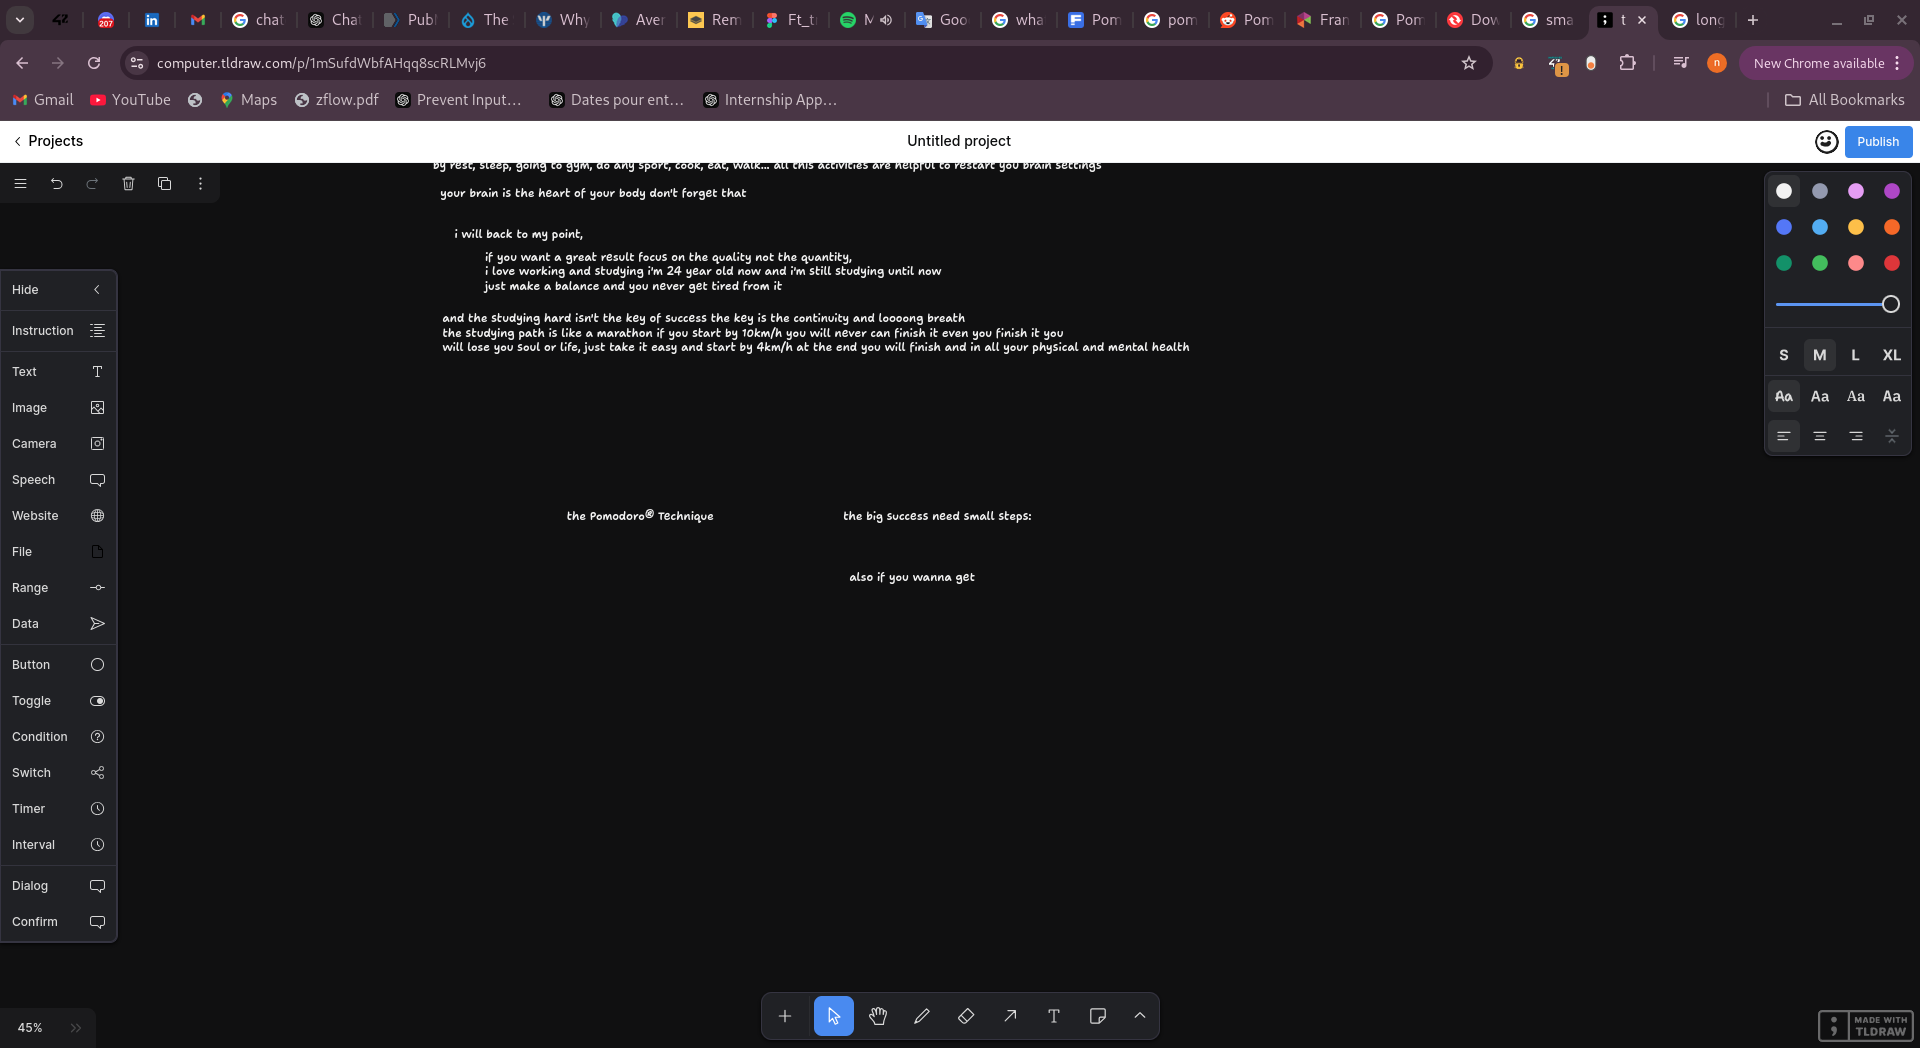 42
207
in
chat
Chat
Publ
The
Why
Aver
Rem
Ft_t
M
Goo
wha
Pom
pom
Pom
Fran
Pom
Dow
sma
t
long
computer.tldraw.com/p/1mSufdWbfAHqq8scRLMvj6
n
New Chrome available
Gmail
YouTube
Maps
zflow.pdf
Prevent Input...
Dates pour ent...
Internship App...
All Bookmarks
Projects
Untitled project
Publish
by rest, sleep, going to gym, do any sport, cook, eat, walk... all this activities are helpful to restart you brain settings
your brain is the heart of your body don't forget that
i will back to my point,
if you want a great result focus on the quality not the quantity,
i love working and studying i'm 24 year old now and i'm still studying until now
just make a balance and you never get tired from it
and the studying hard isn't the key of success the key is the continuity and loooong breath
the studying path is like a marathon if you start by 10km/h you will never can finish it even you finish it you
will lose you soul or life, just take it easy and start by 4km/h at the end you will finish and in all your physical and mental health
the Pomodoro® Technique
the big success need small steps:
also if you wanna get
Hide
Instruction
Text
Image
Camera
Speech
Website
File
Range
Data
Button
Toggle
Condition
Switch
Timer
Interval
Dialog
Confirm
S M L XL
Aa Aa Aa Aa
45%
MADE WITH
TLDRAW